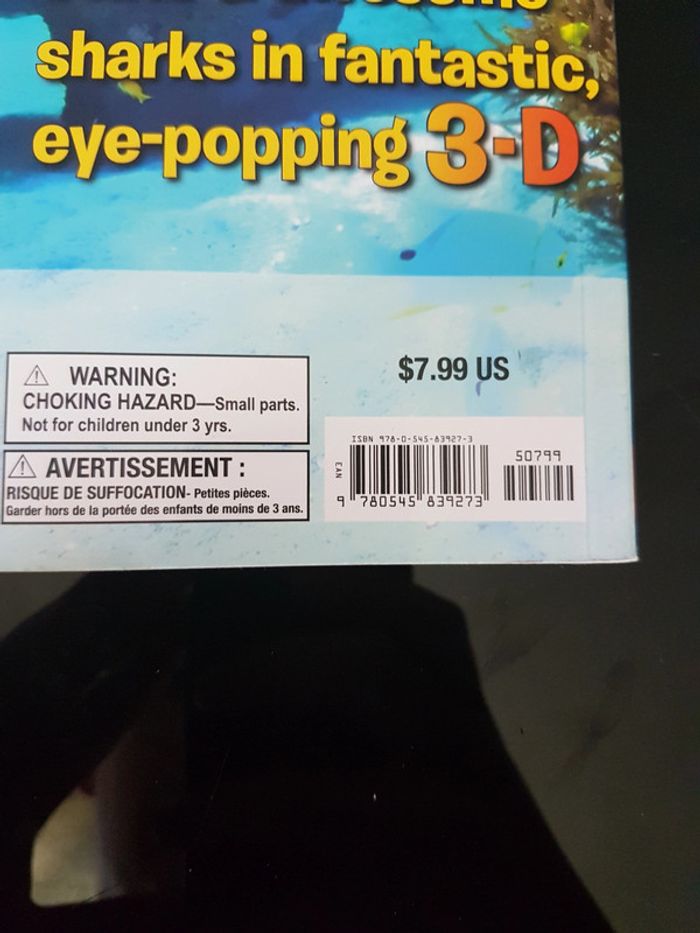 sharks in fantastic,
eye-popping 3-D
$7.99 US
⚠ WARNING:
CHOKING HAZARD—Small parts.
Not for children under 3 yrs.
⚠ AVERTISSEMENT :
RISQUE DE SUFFOCATION- Petites pièces.
Garder hors de la portée des enfants de moins de 3 ans.
ISBN 978-0-545-83927-3
50799
EAN
9 780545 839273